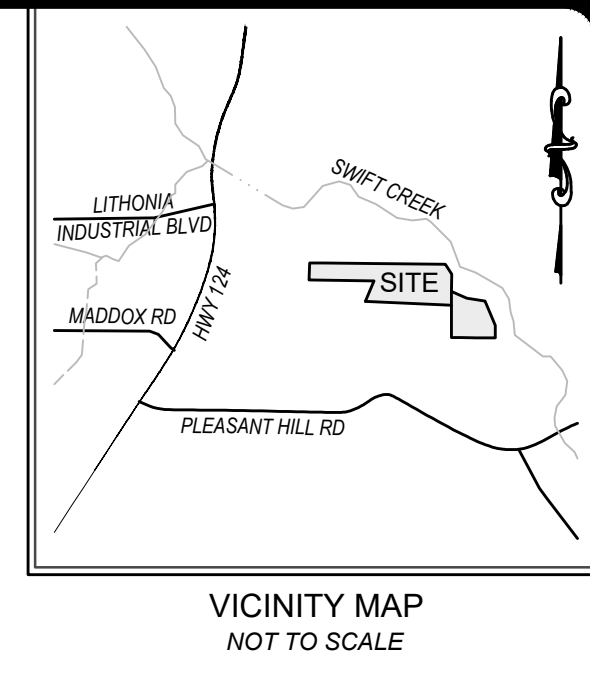 SWIFT CREEK
LITHONIA
INDUSTRIAL BLVD
SITE
HWY 124
MADDOX RD
PLEASANT HILL RD
VICINITY MAP
NOT TO SCALE